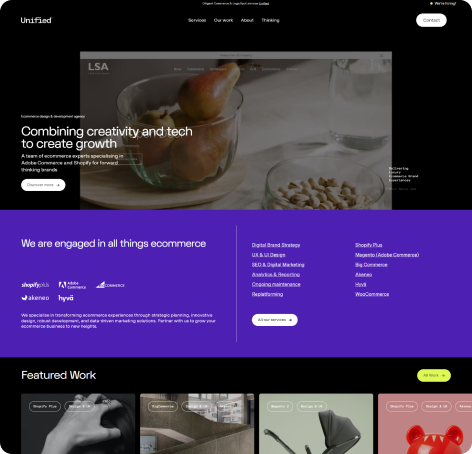 Unified
Services Our work About Thinking
We're hiring!
Contact
LSA
Ecommerce design & development agency
Combining creativity and tech
to create growth
A team of ecommerce experts specialising in
Adobe Commerce and Shopify for forward
thinking brands
Discover more
Delivering
Luxury
Ecommerce Brand
Experiences
We are engaged in all things ecommerce
shopify plus
Adobe
Commerce
COMMERCE
akeneo
hyvä
We specialise in transforming ecommerce experiences through strategic planning, innovative
design, robust development, and data-driven marketing solutions. Partner with us to grow your
ecommerce business to new heights.
Digital Brand Strategy
UX & UI Design
SEO & Digital Marketing
Analytics & Reporting
Ongoing maintenance
Replatforming
Shopify Plus
Magento (Adobe Commerce)
Big Commerce
Akeneo
Hyvä
WooCommerce
All our services
Featured Work
All Work
Shopify Plus
Design & UX
BigCommerce
Design & UX
Magento 2
Design & UX
Shopify Plus
Design & UX